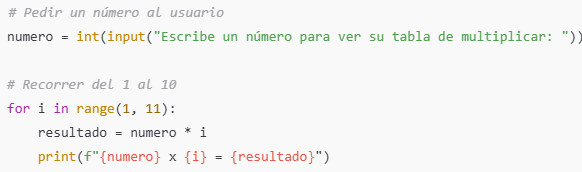 # Pedir un número al usuario
numero = int(input("Escribe un número para ver su tabla de multiplicar: "))
# Recorrer del 1 al 10
for i in range(1, 11):
    resultado = numero * i
    print(f"{numero} x {i} = {resultado}")